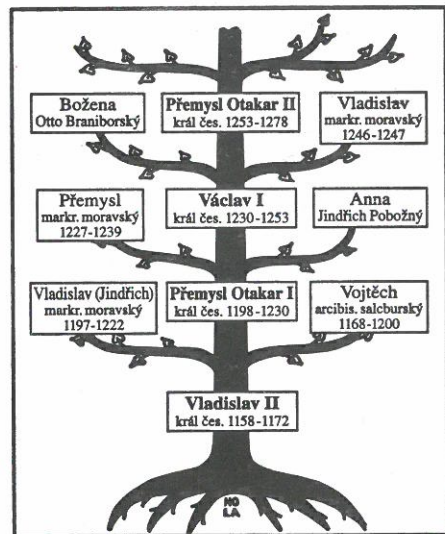 Božena
Otto Braniborský
Přemysl Otakar II
král čes. 1253-1278
Vladislav
markr. moravský
1246-1247
Přemysl
markr. moravský
1227-1239
Václav I
král čes. 1230-1253
Anna
Jindřich Pobožný
Vladislav (Jindřich)
markr. moravský
1197-1222
Přemysl Otakar I
král čes. 1198-1230
Vojtěch
arcibis. salcburský
1168-1200
Vladislav II
král čes. 1158-1172
NO
LA